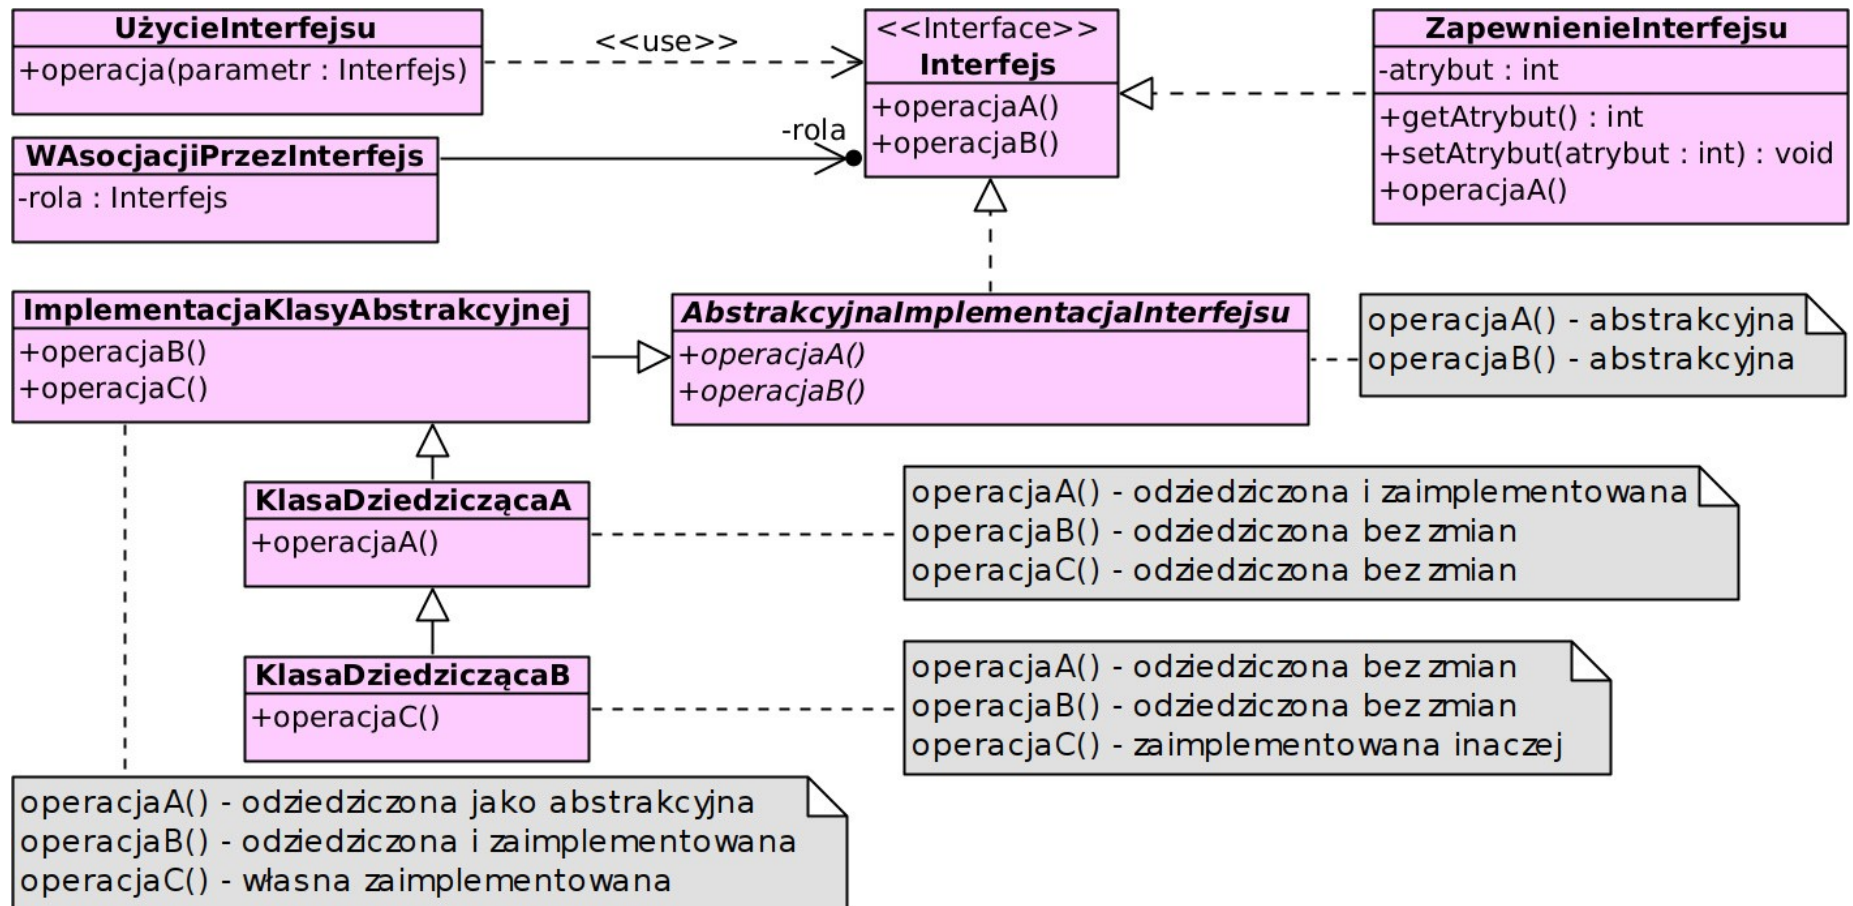 UżycieInterfejsu
+operacja(parametr : Interfejs)
<<use>>
<<Interface>>
Interfejs
+operacjaA()
+operacjaB()
ZapewnienieInterfejsu
-atrybut : int
+getAtrybut() : int
+setAtrybut(atrybut : int) : void
+operacjaA()
-rola
WAsocjacjiPrzezInterfejs
-rola : Interfejs
ImplementacjaKlasyAbstrakcyjnej
+operacjaB()
+operacjaC()
AbstrakcyjnaImplementacjaInterfejsu
+operacjaA()
+operacjaB()
operacjaA() - abstrakcyjna
operacjaB() - abstrakcyjna
KlasaDziedziczącaA
+operacjaA()
operacjaA() - odziedziczona i zaimplementowana
operacjaB() - odziedziczona bez zmian
operacjaC() - odziedziczona bez zmian
KlasaDziedziczącaB
+operacjaC()
operacjaA() - odziedziczona bez zmian
operacjaB() - odziedziczona bez zmian
operacjaC() - zaimplementowana inaczej
operacjaA() - odziedziczona jako abstrakcyjna
operacjaB() - odziedziczona i zaimplementowana
operacjaC() - własna zaimplementowana